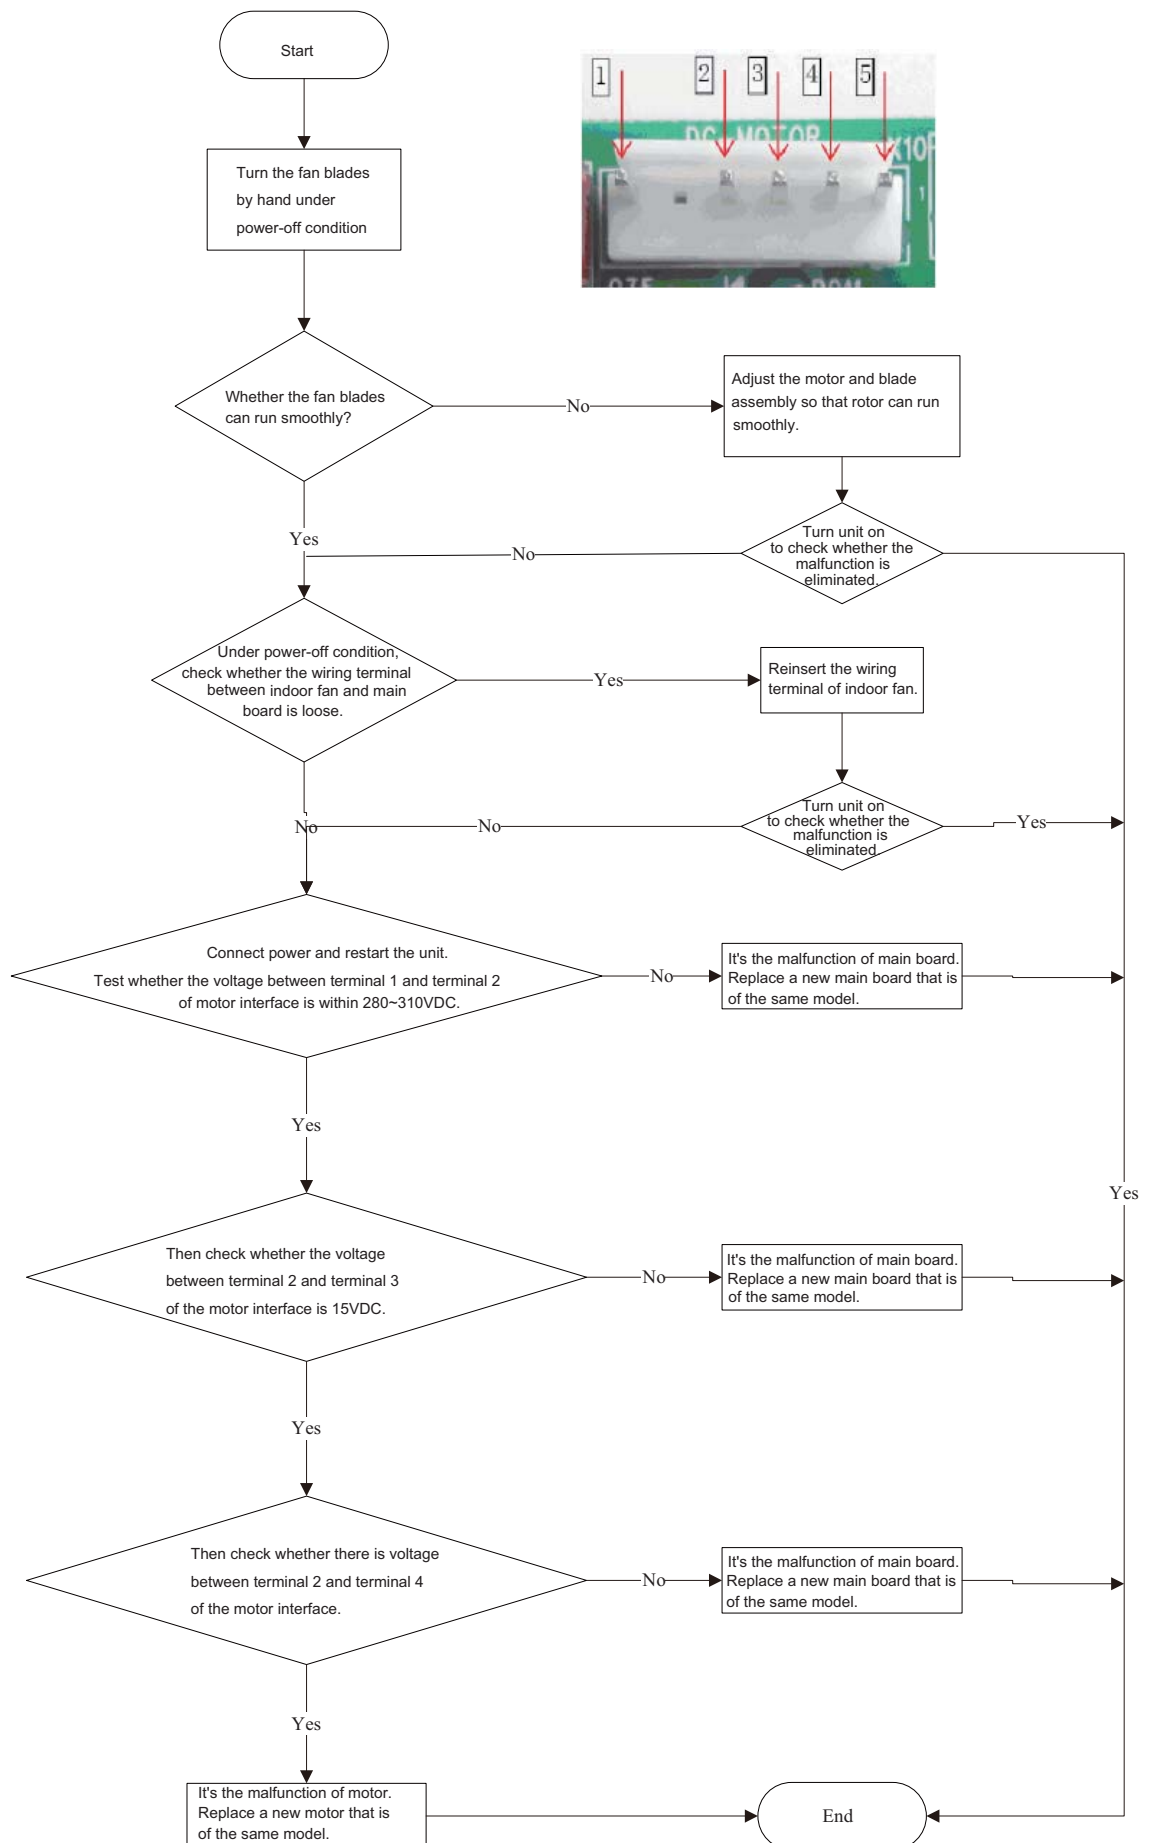 Start
1
2
3
4
5
DC MOTOR
1
Turn the fan blades
by hand under
power-off condition
Whether the fan blades
can run smoothly?
No
Adjust the motor and blade
assembly so that rotor can run
smoothly.
Yes
Turn unit on
to check whether the
malfunction is
eliminated.
No
Under power-off condition,
check whether the wiring terminal
between indoor fan and main
board is loose.
Yes
Reinsert the wiring
terminal of indoor fan.
No
No
Turn unit on
to check whether the
malfunction is
eliminated.
Yes
Connect power and restart the unit.
Test whether the voltage between terminal 1 and terminal 2
of motor interface is within 280~310VDC.
No
It's the malfunction of main board.
Replace a new main board that is
of the same model.
Yes
Yes
Then check whether the voltage
between terminal 2 and terminal 3
of the motor interface is 15VDC.
No
It's the malfunction of main board.
Replace a new main board that is
of the same model.
Yes
Then check whether there is voltage
between terminal 2 and terminal 4
of the motor interface.
No
It's the malfunction of main board.
Replace a new main board that is
of the same model.
Yes
It's the malfunction of motor.
Replace a new motor that is
of the same model.
End